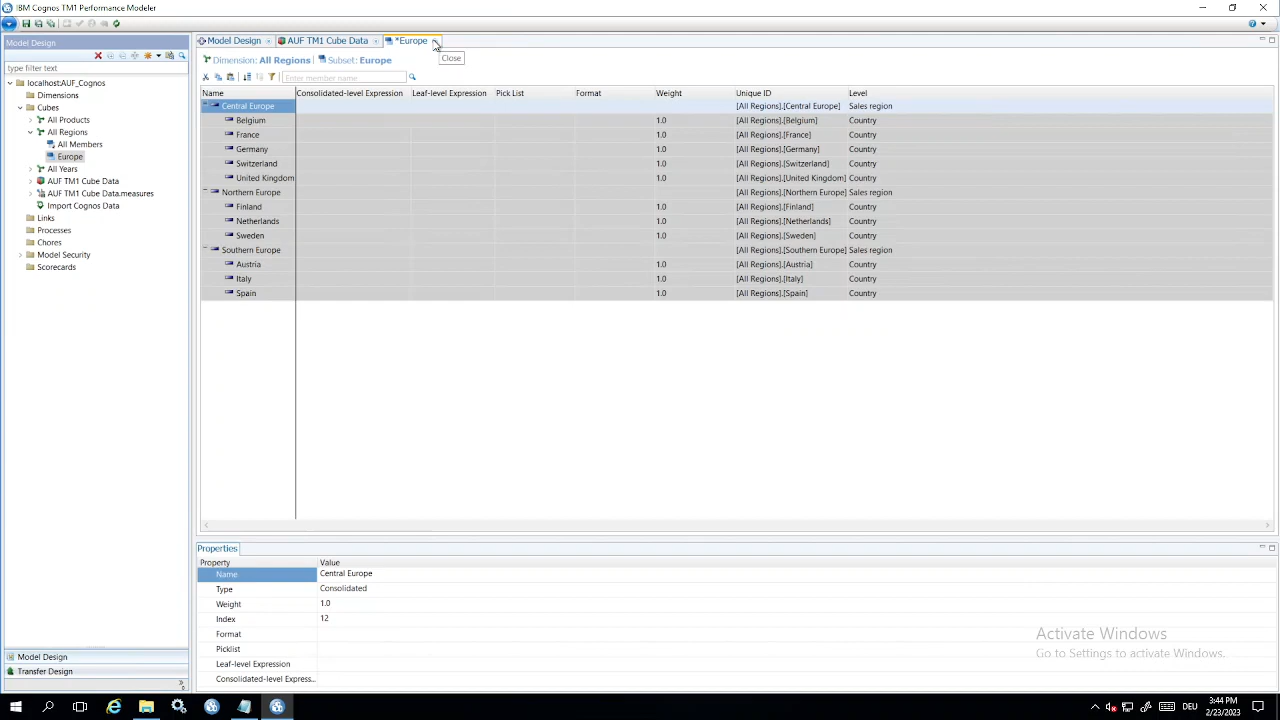 IBM Cognos TM1 Performance Modeler
Model Design
Model Design
AUF TM1 Cube Data
*Europe
Close
type filter text
Dimension: All Regions
Subset: Europe
Enter member name
localhost:AUF_Cognos
Dimensions
Cubes
All Products
All Regions
All Members
Europe
All Years
AUF TM1 Cube Data
AUF TM1 Cube Data.measures
Import Cognos Data
Links
Processes
Chores
Model Security
Scorecards
Name Consolidated-level Expression Leaf-level Expression Pick List Format Weight Unique ID Level
Central Europe [All Regions].[Central Europe] Sales region
Belgium 1.0 [All Regions].[Belgium] Country
France 1.0 [All Regions].[France] Country
Germany 1.0 [All Regions].[Germany] Country
Switzerland 1.0 [All Regions].[Switzerland] Country
United Kingdom 1.0 [All Regions].[United Kingdom] Country
Northern Europe [All Regions].[Northern Europe] Sales region
Finland 1.0 [All Regions].[Finland] Country
Netherlands 1.0 [All Regions].[Netherlands] Country
Sweden 1.0 [All Regions].[Sweden] Country
Southern Europe [All Regions].[Southern Europe] Sales region
Austria 1.0 [All Regions].[Austria] Country
Italy 1.0 [All Regions].[Italy] Country
Spain 1.0 [All Regions].[Spain] Country
Properties
Property Value
Name Central Europe
Type Consolidated
Weight 1.0
Index 12
Format
Picklist
Leaf-level Expression
Consolidated-level Express...
Model Design
Transfer Design
Activate Windows
Go to Settings to activate Windows.
DEU
3:44 PM
2/23/2023